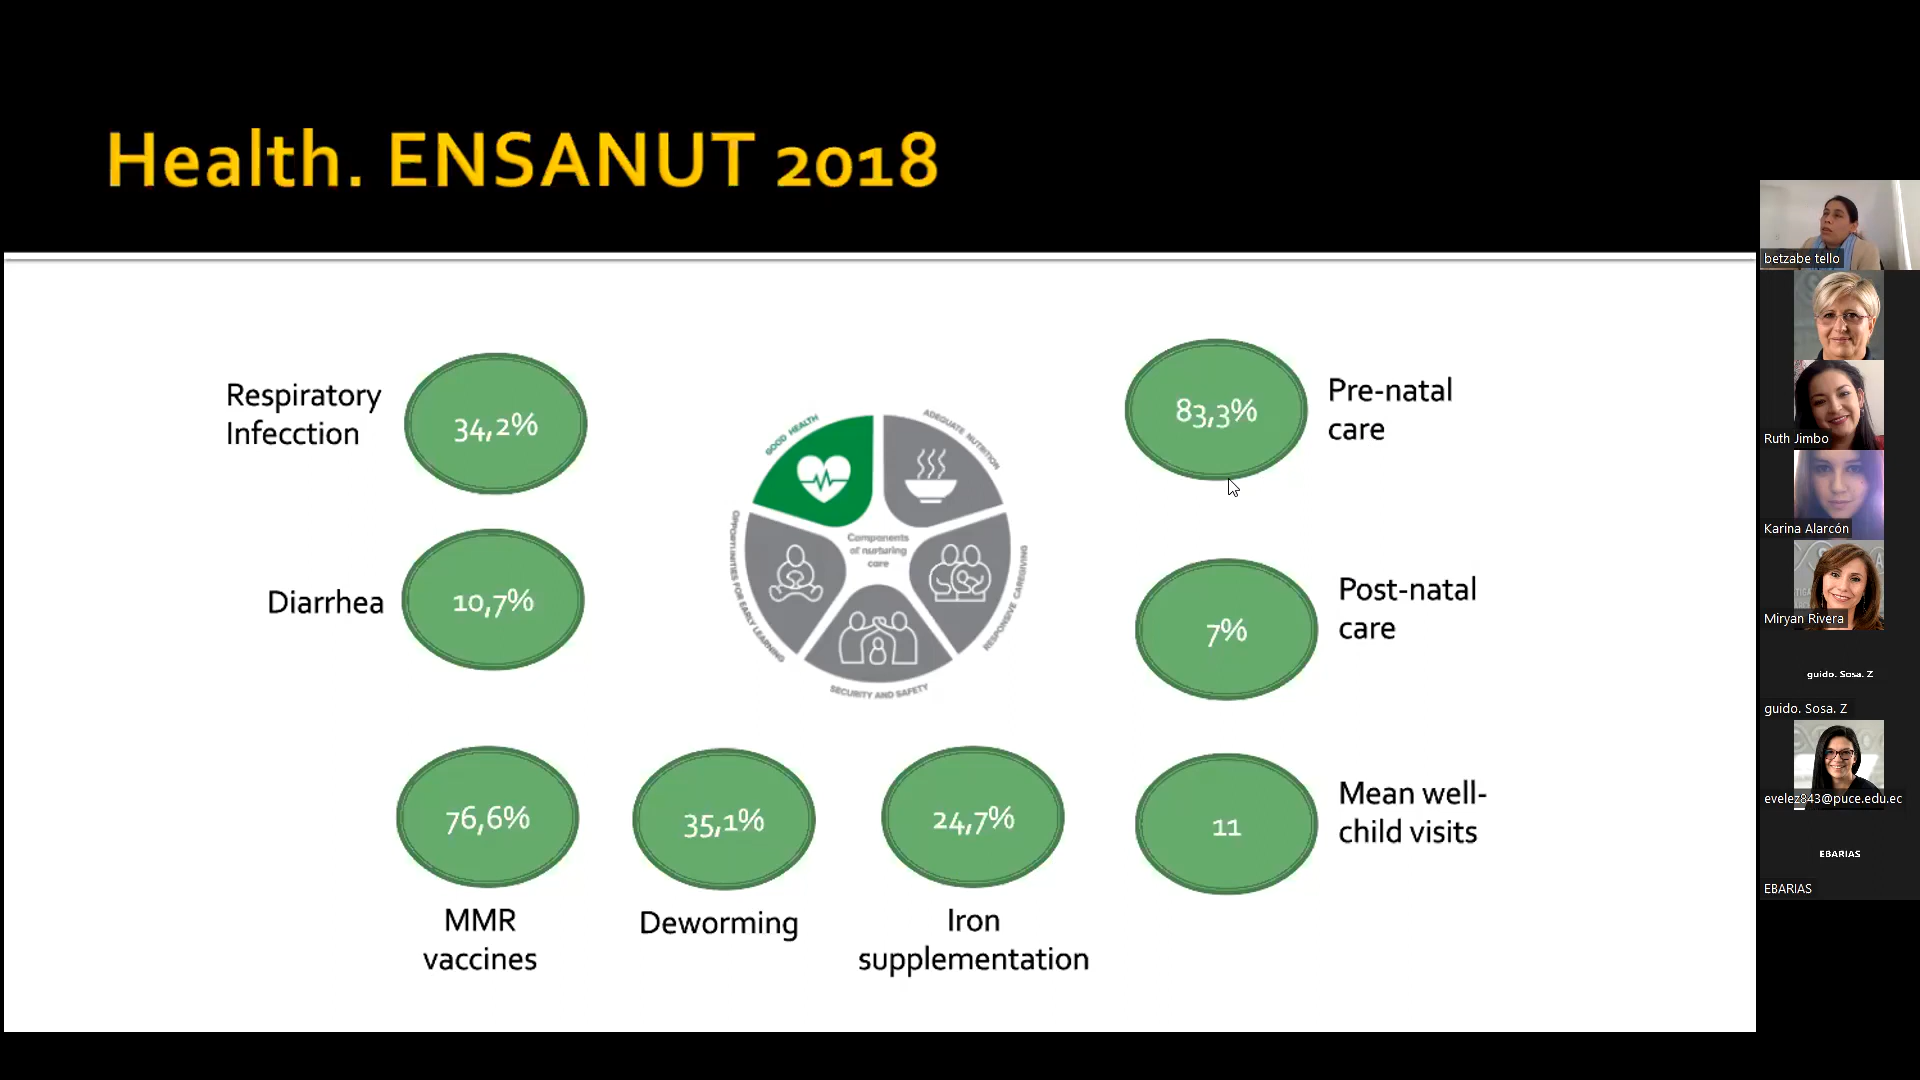 Health. ENSANUT 2018
Respiratory
Infecction
34,2%
Diarrhea
10,7%
76,6%
MMR
vaccines
35,1%
Deworming
24,7%
Iron
supplementation
83,3%
Pre-natal
care
7%
Post-natal
care
11
Mean well-
child visits
GOOD HEALTH
ADEQUATE NUTRITION
RESPONSIVE CAREGIVING
SECURITY AND SAFETY
OPPORTUNITIES FOR EARLY LEARNING
Components
of nurturing
care
betzabe tello
Ruth Jimbo
Karina Alarcón
Miryan Rivera
guido. Sosa. Z
guido. Sosa. Z
evelez843@puce.edu.ec
EBARIAS
EBARIAS